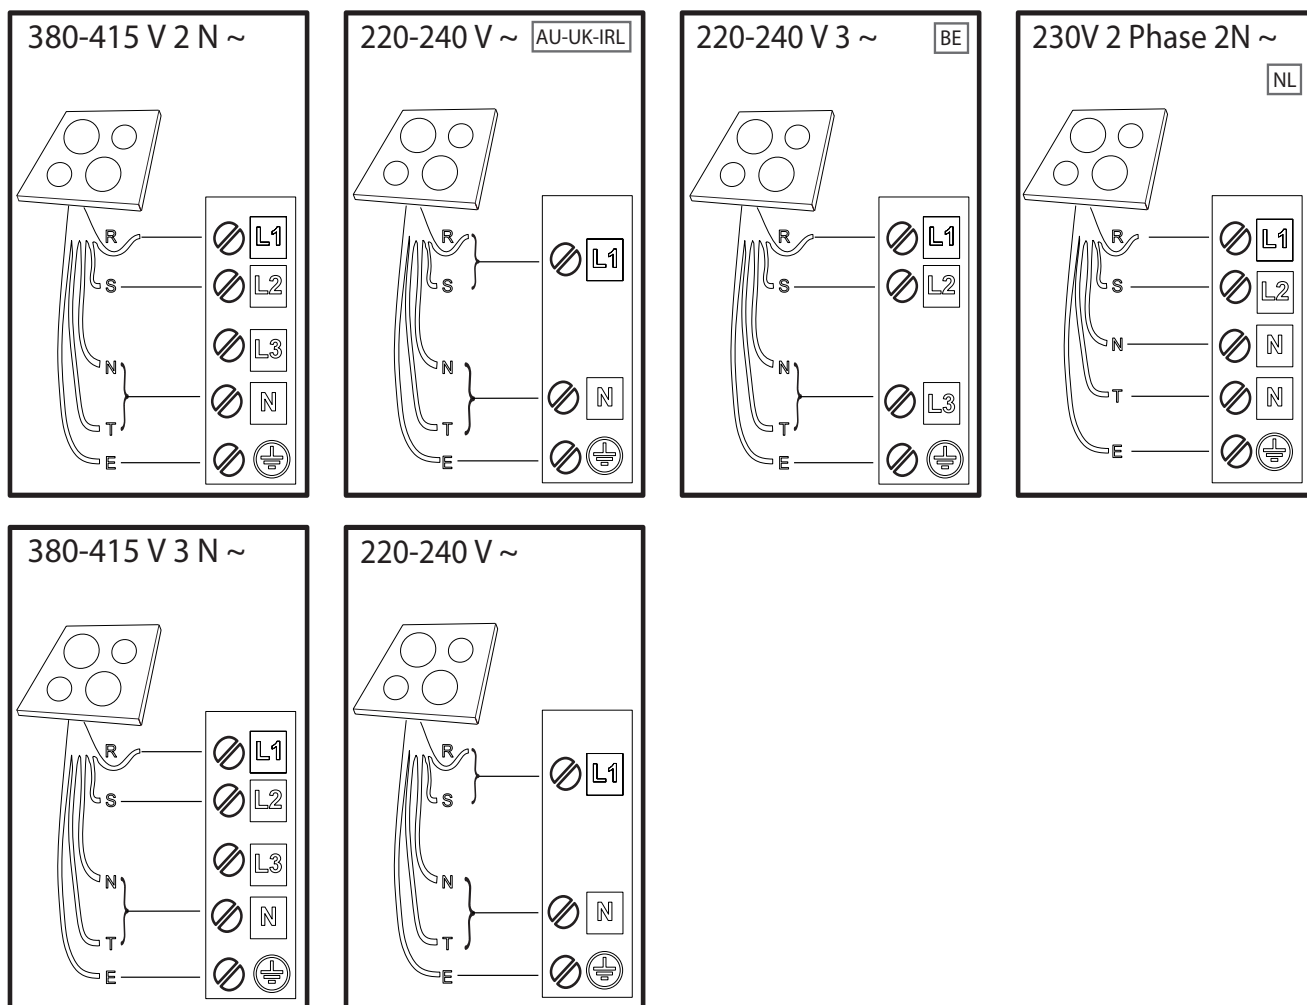 380-415 V 2 N ~
R
L1
S
L2
L3
N
N
T
E
220-240 V ~ AU-UK-IRL
R
L1
S
N
N
T
E
220-240 V 3 ~ BE
R
L1
S
L2
N
L3
T
E
230V 2 Phase 2N ~
NL
R
L1
S
L2
N
N
T
N
E
380-415 V 3 N ~
R
L1
S
L2
L3
N
N
T
E
220-240 V ~
R
L1
S
N
N
T
E